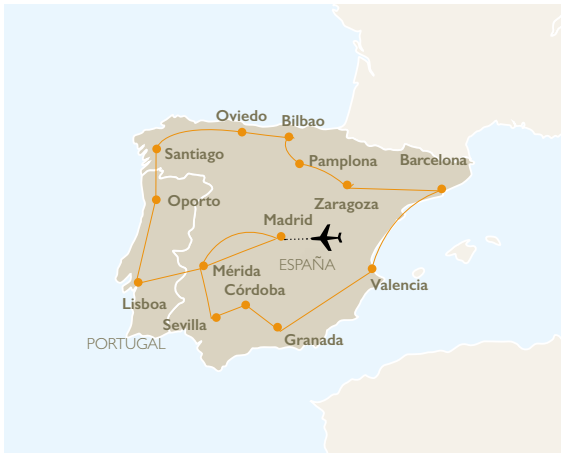 Oviedo
Bilbao
Santiago
Pamplona
Barcelona
Oporto
Zaragoza
Madrid
ESPAÑA
Mérida
Córdoba
Valencia
Lisboa
Sevilla
Granada
PORTUGAL